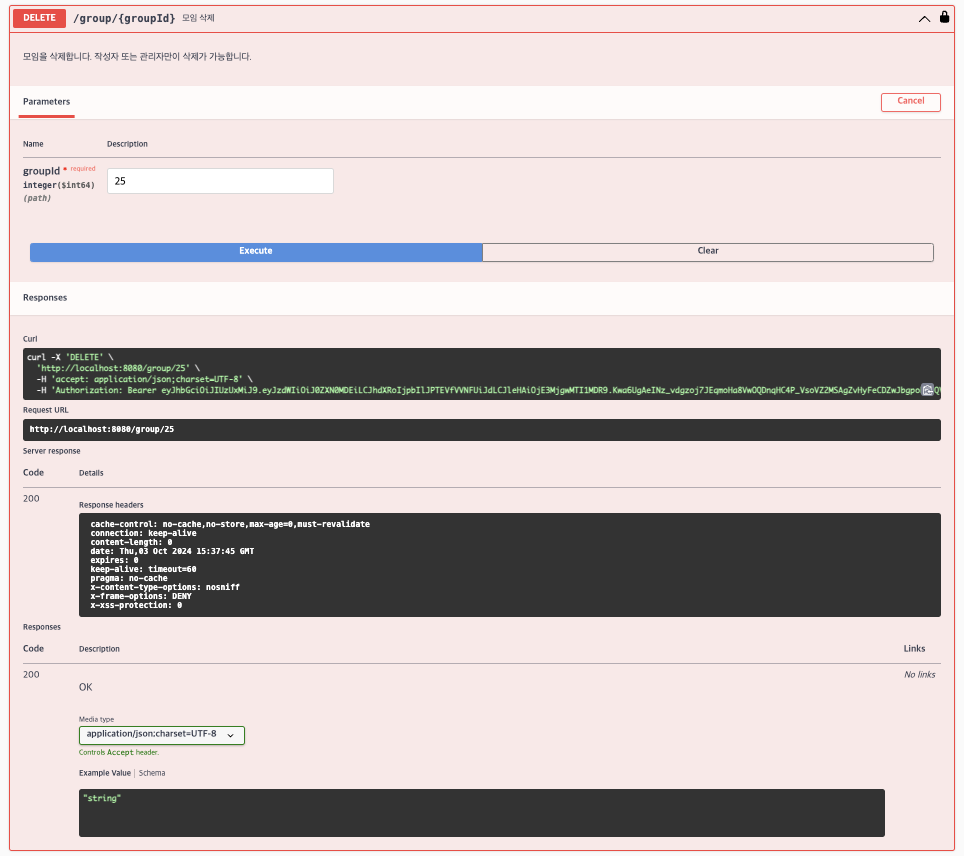 DELETE /group/{groupId} 모임 삭제
모임을 삭제합니다. 작성자 또는 관리자만이 삭제가 가능합니다.
Parameters Cancel
Name Description
groupId * required
integer($int64)
(path)
25
Execute Clear
Responses
Curl
curl -X 'DELETE' \
'http://localhost:8080/group/25' \
-H 'accept: application/json;charset=UTF-8' \
-H 'Authorization: Bearer
Request URL
http://localhost:8080/group/25
Server response
Code Details
200
Response headers
cache-control: no-cache,no-store,max-age=0,must-revalidate
connection: keep-alive
content-length: 0
date: Thu,03 Oct 2024 15:37:45 GMT
expires: 0
keep-alive: timeout=60
pragma: no-cache
x-content-type-options: nosniff
x-frame-options: DENY
x-xss-protection: 0
Responses
Code Description Links
200 No links
OK
Media type
application/json;charset=UTF-8
Controls Accept header.
Example Value | Schema
"string"